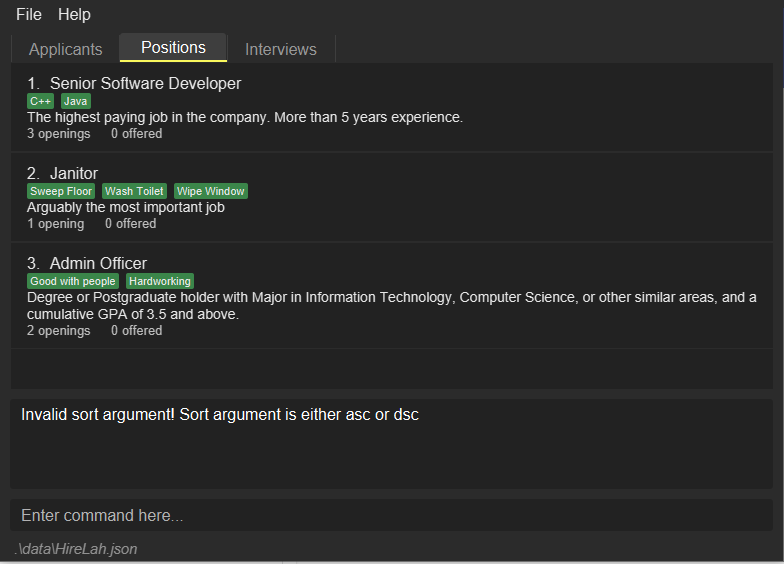 File Help
Applicants Positions Interviews
1. Senior Software Developer
C++ Java
The highest paying job in the company. More than 5 years experience.
3 openings 0 offered
2. Janitor
Sweep Floor Wash Toilet Wipe Window
Arguably the most important job
1 opening 0 offered
3. Admin Officer
Good with people Hardworking
Degree or Postgraduate holder with Major in Information Technology, Computer Science, or other similar areas, and a
cumulative GPA of 3.5 and above.
2 openings 0 offered
Invalid sort argument! Sort argument is either asc or dsc
Enter command here...
.\data\HireLah.json